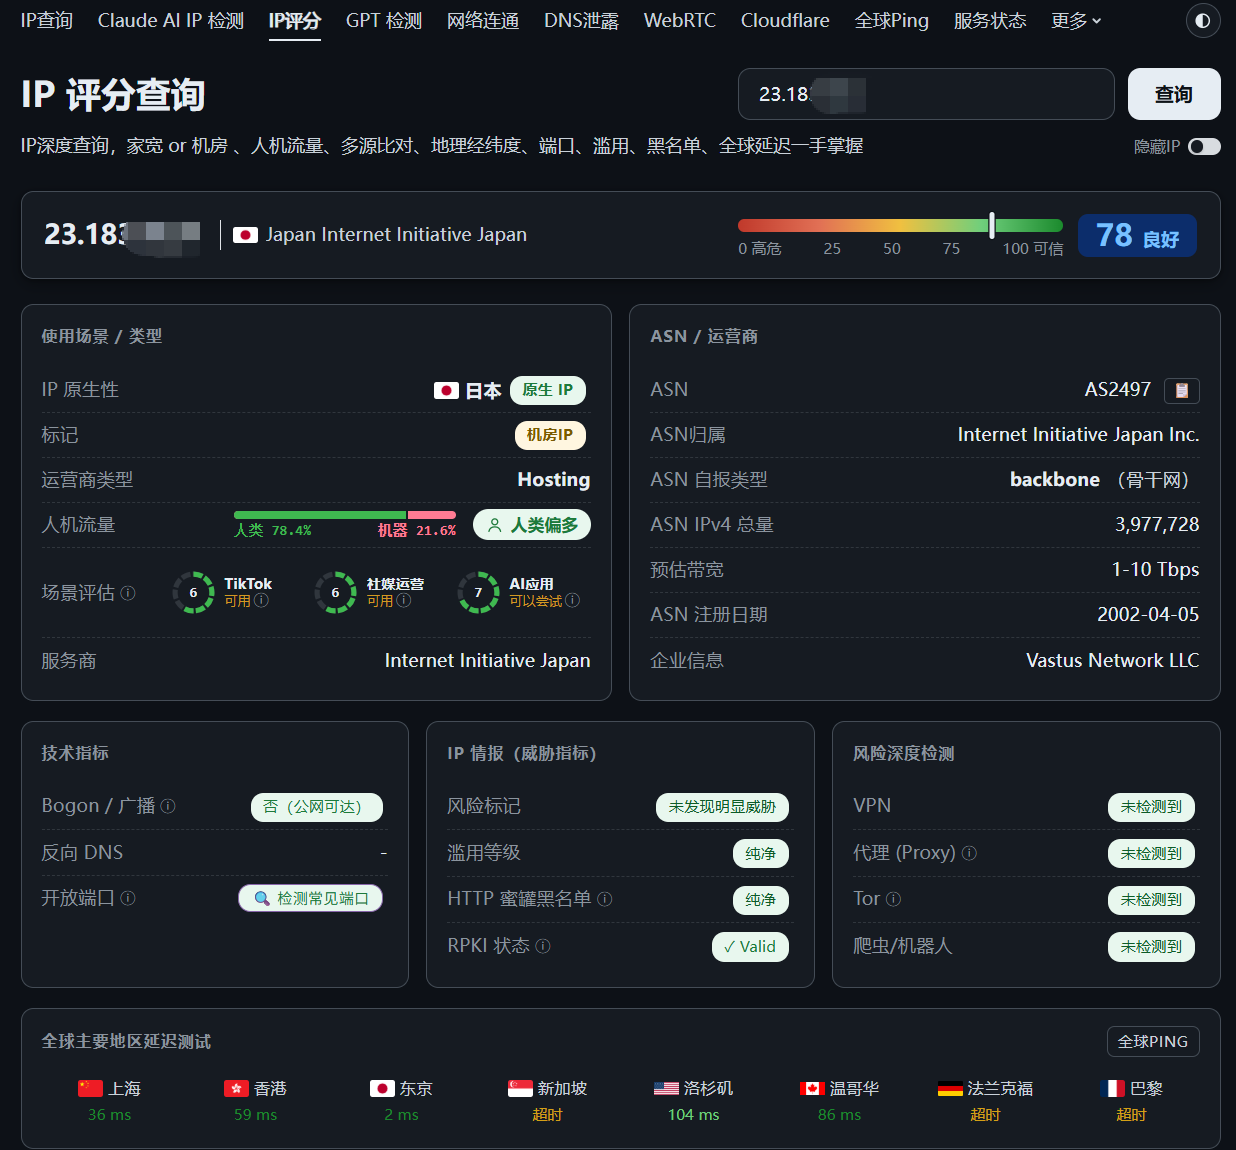 IP查询 Claude AI IP 检测 IP评分 GPT 检测 网络连通 DNS泄露 WebRTC Cloudflare 全球Ping 服务状态 更多
IP 评分查询
23.18
查询
IP深度查询，家宽 or 机房 、人机流量、多源比对、地理经纬度、端口、滥用、黑名单、全球延迟一手掌握
隐藏IP
23.183
Japan Internet Initiative Japan
0 高危 25 50 75 100 可信
78 良好
使用场景 / 类型
IP 原生性 日本 原生 IP
标记 机房IP
运营商类型 Hosting
人机流量 人类 78.4% 机器 21.6% 人类偏多
场景评估 6 TikTok 可用 6 社媒运营 可用 7 AI应用 可以尝试
服务商 Internet Initiative Japan
ASN / 运营商
ASN AS2497
ASN归属 Internet Initiative Japan Inc.
ASN 自报类型 backbone （骨干网）
ASN IPv4 总量 3,977,728
预估带宽 1-10 Tbps
ASN 注册日期 2002-04-05
企业信息 Vastus Network LLC
技术指标
Bogon / 广播 否（公网可达）
反向 DNS -
开放端口 检测常见端口
IP 情报（威胁指标）
风险标记 未发现明显威胁
滥用等级 纯净
HTTP 蜜罐黑名单 纯净
RPKI 状态 ✓ Valid
风险深度检测
VPN 未检测到
代理 (Proxy) 未检测到
Tor 未检测到
爬虫/机器人 未检测到
全球主要地区延迟测试
全球PING
上海 香港 东京 新加坡 洛杉矶 温哥华 法兰克福 巴黎
36 ms 59 ms 2 ms 超时 104 ms 86 ms 超时 超时